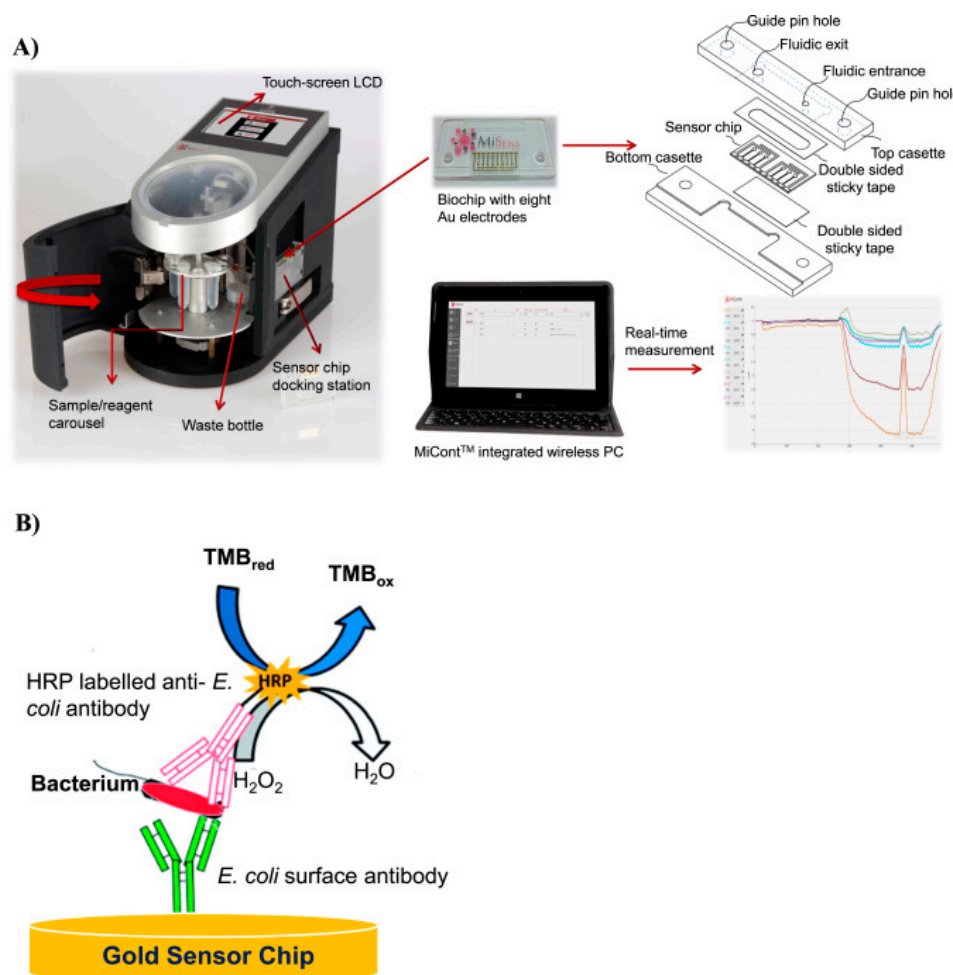 A)
Touch-screen LCD
Sample/reagent
carousel
Waste bottle
Sensor chip
docking station
MiSens
Biochip with eight
Au electrodes
Guide pin hole
Fluidic exit
Fluidic entrance
Guide pin hole
Sensor chip
Bottom casette
Top casette
Double sided
sticky tape
Double sided
sticky tape
MiCont™ integrated wireless PC
Real-time
measurement
B)
TMBred
TMBox
HRP labelled anti- E.
coli antibody
HRP
Bacterium
H2O2
H2O
E. coli surface antibody
Gold Sensor Chip